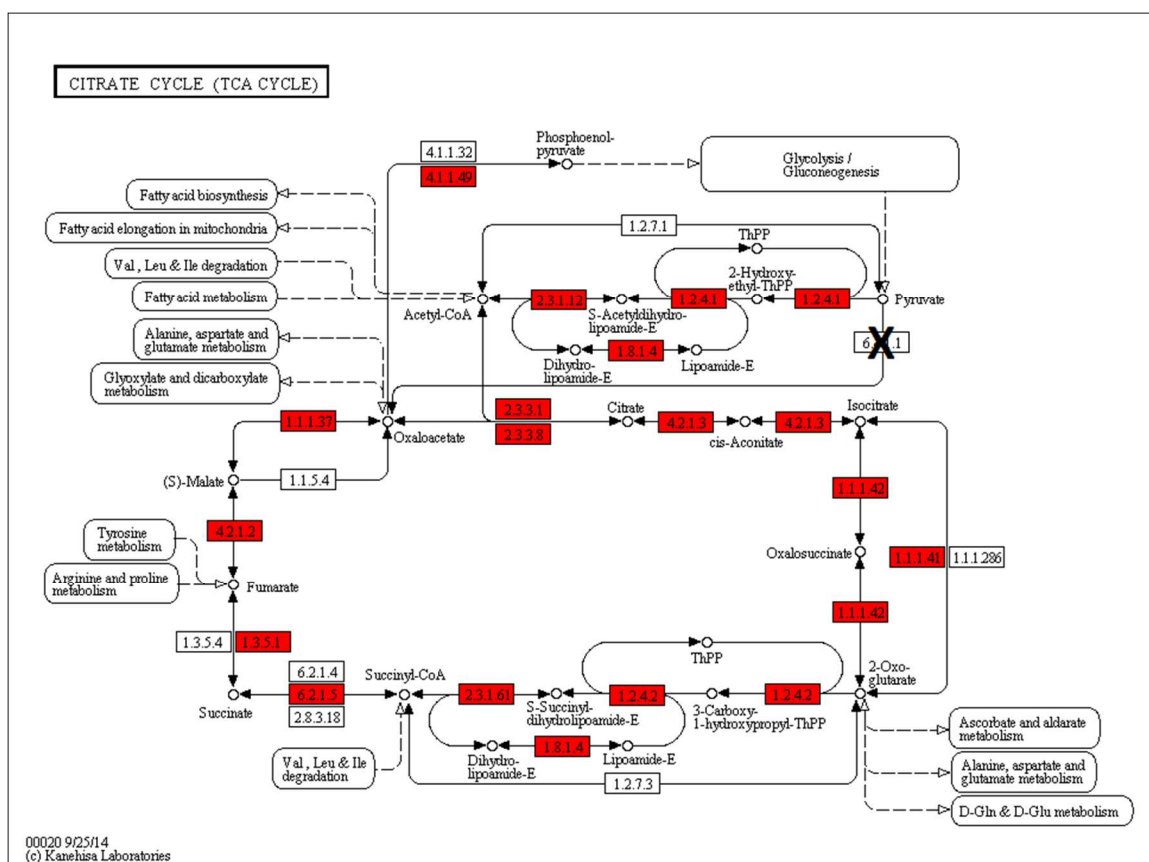 CITRATE CYCLE (TCA CYCLE)
Phosphoenol-
pyruvate
4.1.1.32
4.1.1.49
Glycolysis /
Gluconeogenesis
Fatty acid biosynthesis
Fatty acid elongation in mitochondria
Val , Leu & Ile degradation
Fatty acid metabolism
Alanine, aspartate and
glutamate metabolism
Glyoxylate and dicarboxylate
metabolism
1.2.7.1
ThPP
2-Hydroxy-
ethyl-ThPP
Acetyl-CoA
2.3.1.12
S-Acetyldihydro-
lipoamide-E
1.2.4.1
1.2.4.1
Pyruvate
Dihydro-
lipoamide-E
1.8.1.4
Lipoamide-E
X
1.1.1.37
Oxaloacetate
2.3.3.1
2.3.3.8
Citrate
4.2.1.3
cis-Aconitate
4.2.1.3
Isocitrate
(S)-Malate
1.1.5.4
1.1.1.42
4.2.1.2
Tyrosine
metabolism
Arginine and proline
metabolism
Fumarate
Oxalosuccinate
1.1.1.41
1.1.1.286
1.1.1.42
1.3.5.4
1.3.5.1
ThPP
6.2.1.4
6.2.1.5
2.8.3.18
Succinate
Succinyl-CoA
2.3.1.61
S-Succinyl-
dihydrolipoamide-E
1.2.4.2
3-Carboxy-
1-hydroxypropyl-ThPP
1.2.4.2
2-Oxo-
glutarate
Val , Leu & Ile
degradation
Dihydro-
lipoamide-E
1.8.1.4
Lipoamide-E
1.2.7.3
Ascorbate and aldarate
metabolism
Alanine, aspartate and
glutamate metabolism
D-Gln & D-Glu metabolism
00020 9/25/14
(c) Kanehisa Laboratories